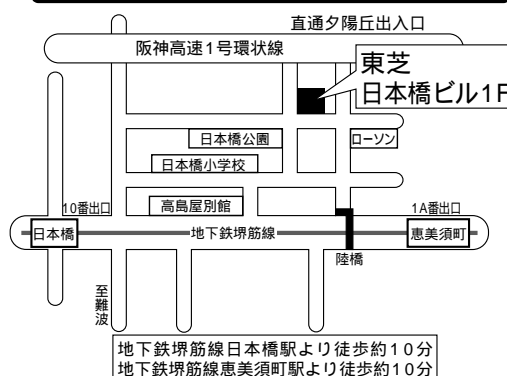 直通夕陽丘出入口
阪神高速1号環状線
東芝
日本橋ビル1F
日本橋公園
ローソン
日本橋小学校
10番出口
高島屋別館
1A番出口
日本橋
地下鉄堺筋線
恵美須町
陸橋
至難波
地下鉄堺筋線日本橋駅より徒歩約10分
地下鉄堺筋線恵美須町駅より徒歩約10分